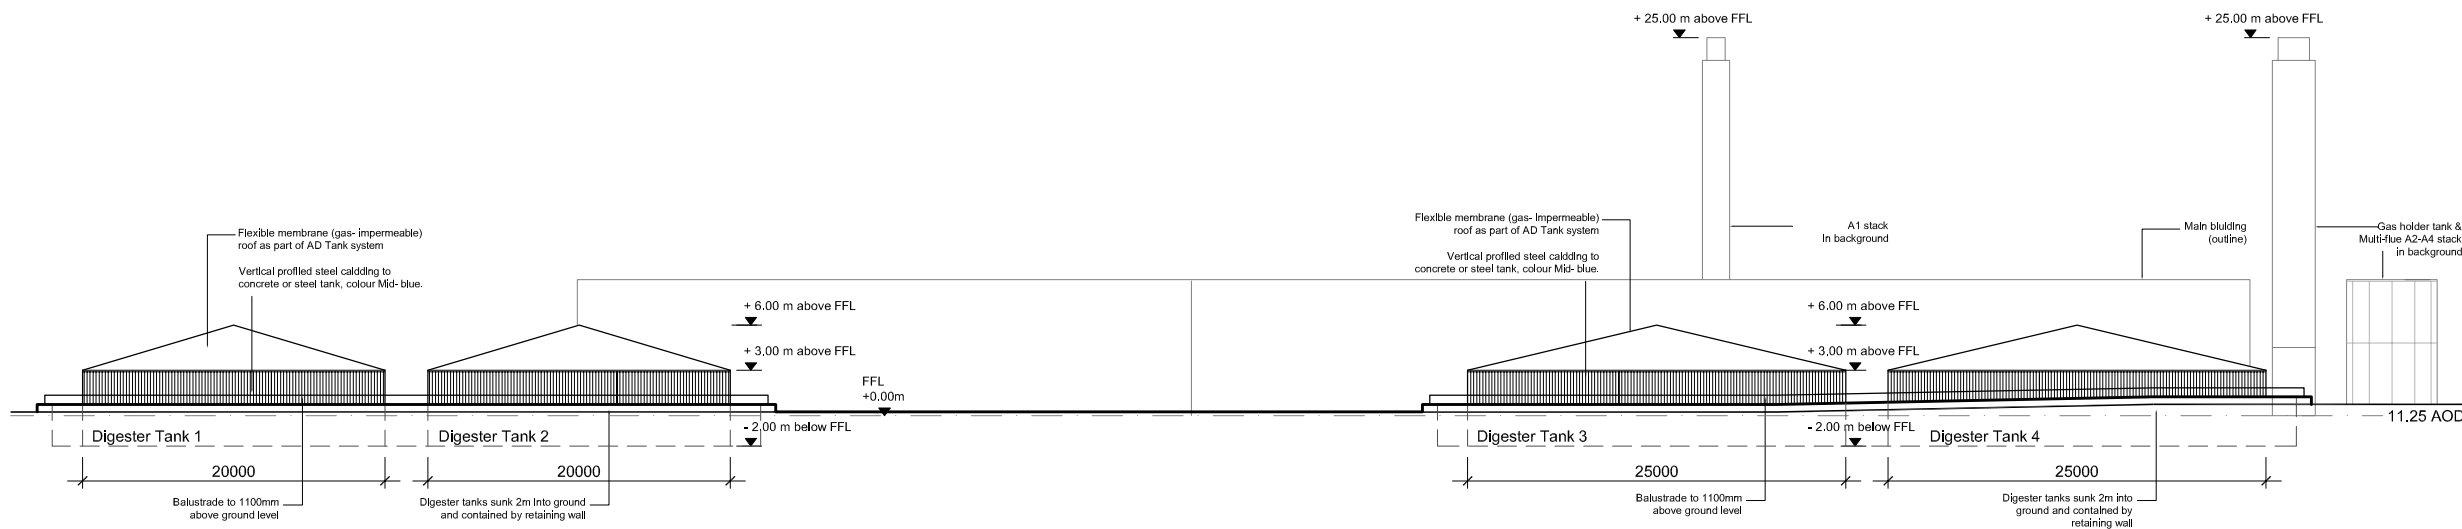 + 25.00 m above FFL
+ 25.00 m above FFL
Flexible membrane (gas- impermeable)
roof as part of AD Tank system
Vertical profiled steel caldding to
concrete or steel tank, colour Mid- blue.
Flexible membrane (gas- impermeable)
roof as part of AD Tank system
Vertical profiled steel caldding to
concrete or steel tank, colour Mid- blue.
A1 stack
in background
Main bluiding
(outline)
Gas holder tank &
Multi-flue A2-A4 stack
in background
+ 6.00 m above FFL
+ 3.00 m above FFL
FFL
+0.00m
- 2.00 m below FFL
+ 6.00 m above FFL
+ 3.00 m above FFL
- 2.00 m below FFL
11.25 AOD
Digester Tank 1
Digester Tank 2
Digester Tank 3
Digester Tank 4
20000
20000
25000
25000
Balustrade to 1100mm
above ground level
Digester tanks sunk 2m into ground
and contained by retaining wall
Balustrade to 1100mm
above ground level
Digester tanks sunk 2m into
ground and contained by
retaining wall